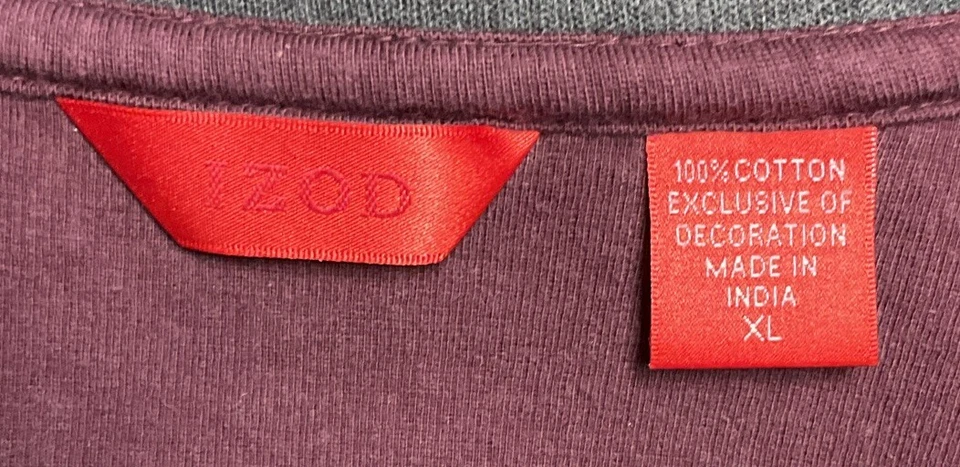 IZOD
100% COTTON
EXCLUSIVE OF
DECORATION
MADE IN
INDIA
XL